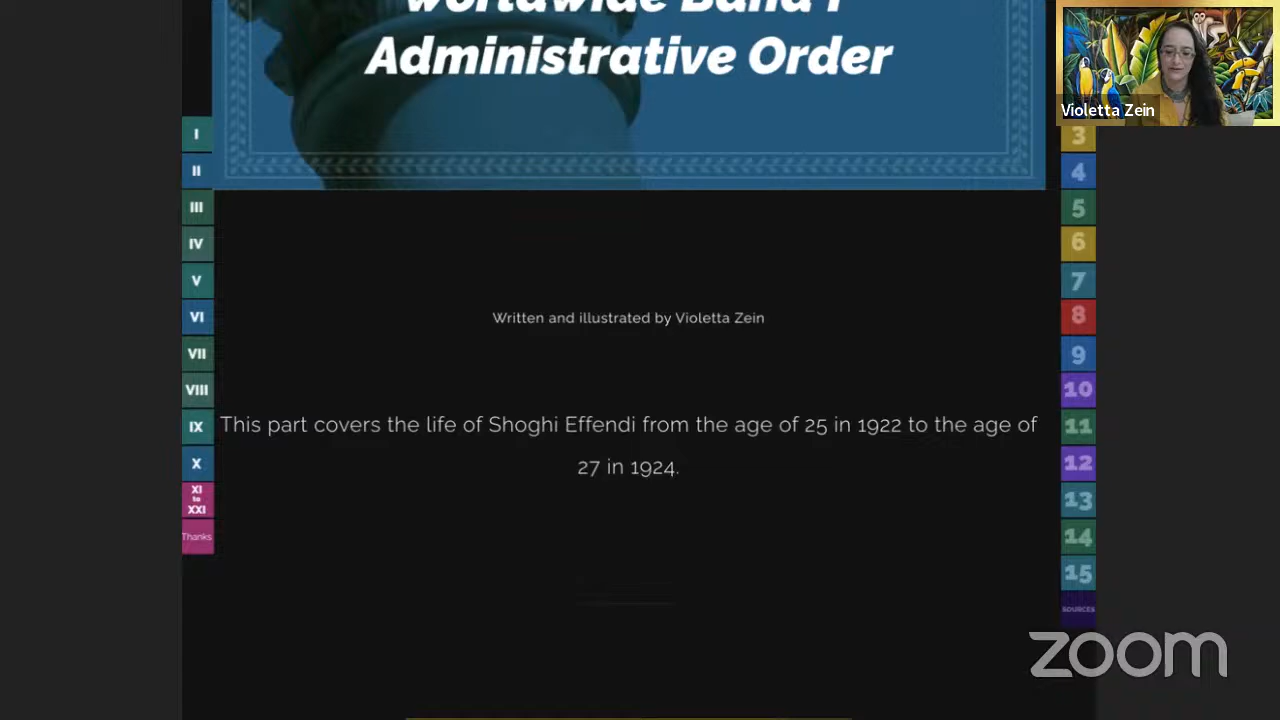 Administrative Order
Violetta Zein
I
II
III
IV
V
VI
VII
VIII
IX
X
XI
to
XXI
Thanks
3
4
5
6
7
8
9
10
11
12
13
14
15
SOURCES
Written and illustrated by Violetta Zein
This part covers the life of Shoghi Effendi from the age of 25 in 1922 to the age of
27 in 1924.
zoom